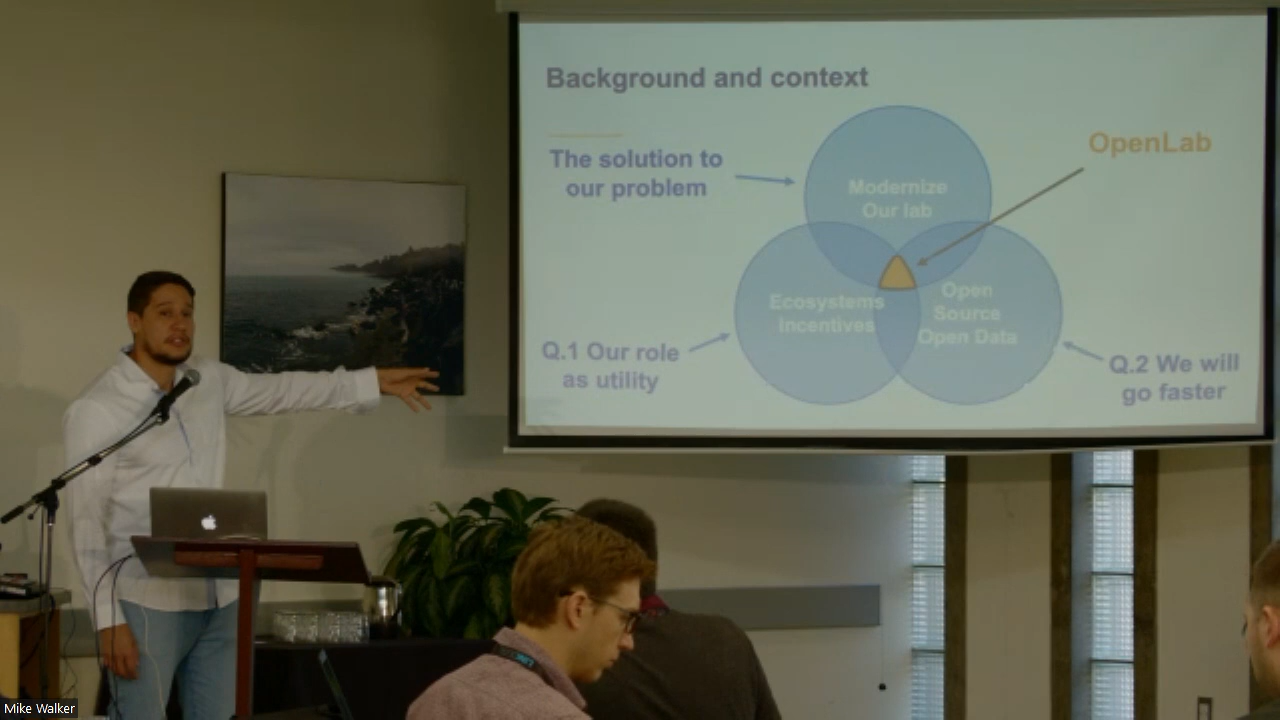 Background and context
The solution to
our problem
OpenLab
Modernize
Our lab
Ecosystems
Incentives
Open
Source
Open Data
Q.1 Our role
as utility
Q.2 We will
go faster
Mike Walker